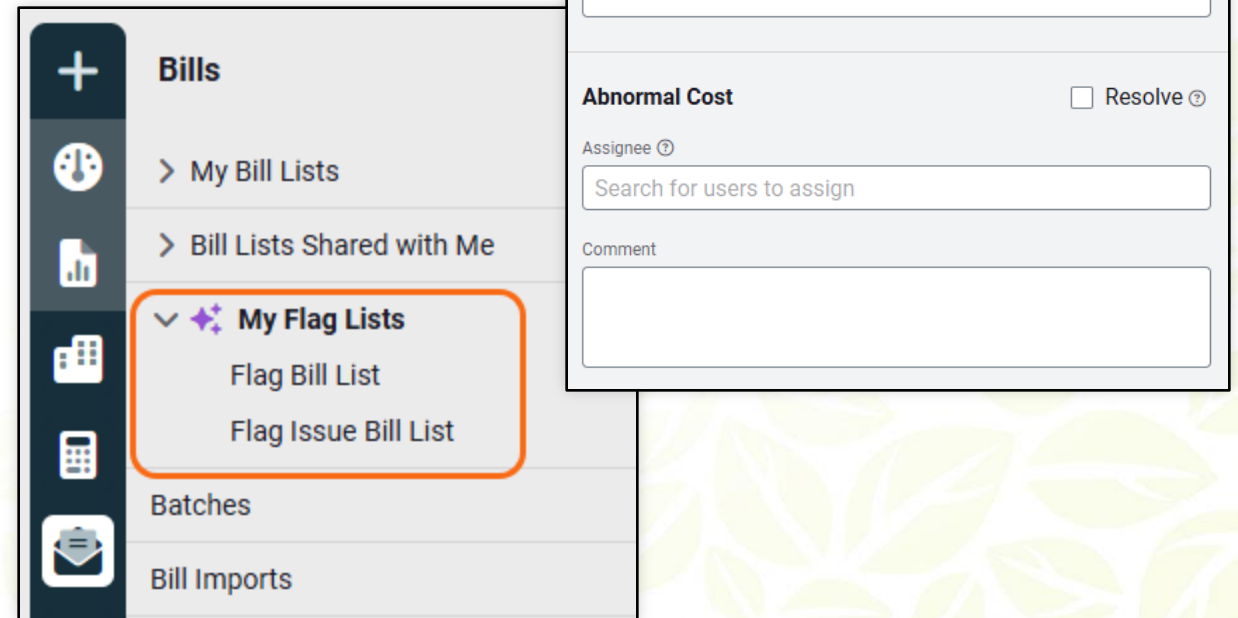 Bills
My Bill Lists
Bill Lists Shared with Me
My Flag Lists
Flag Bill List
Flag Issue Bill List
Batches
Bill Imports
Abnormal Cost
Resolve
Assignee
Search for users to assign
Comment